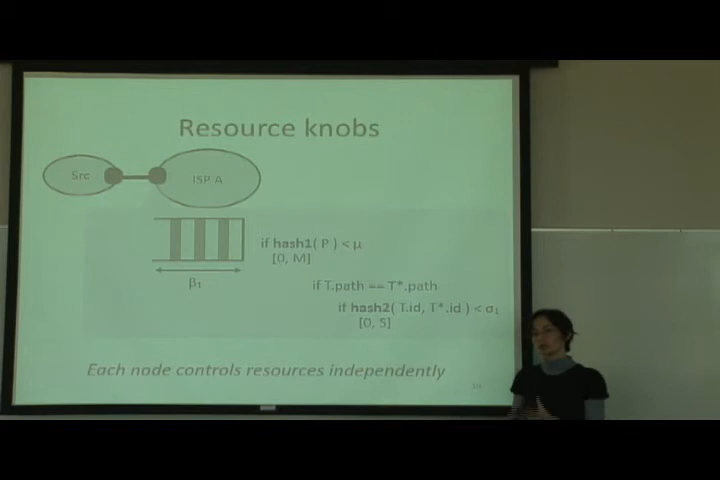 Resource knobs
Src
ISP A
if hash1( P ) < μ
[0, M]
β₁
if T.path == T*.path
if hash2( T.id, T*.id ) < σ₁
[0, S]
Each node controls resources independently